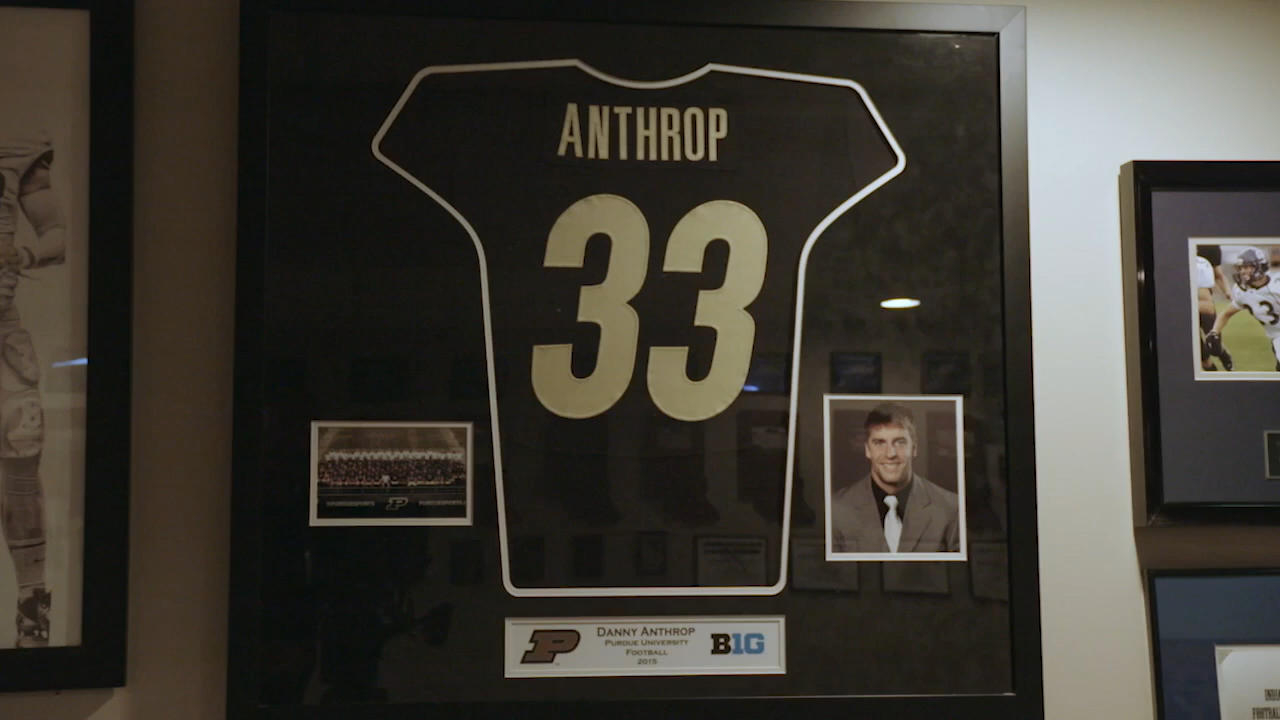 ANTHROP
33
P
P
DANNY ANTHROP
PURDUE UNIVERSITY
FOOTBALL
2015
B1G